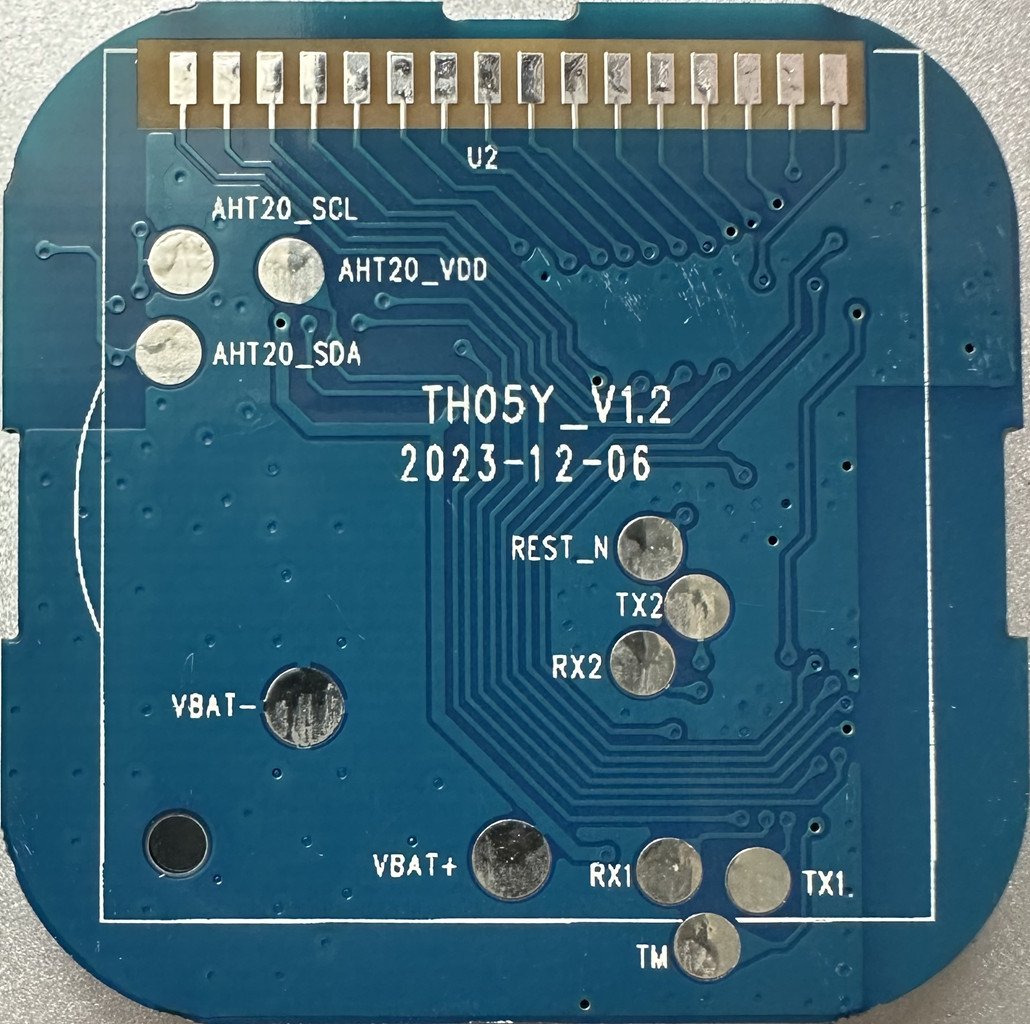 U2
AHT20_SCL
AHT20_VDD
AHT20_SDA
TH05Y_V1.2
2023-12-06
REST_N
TX2
RX2
VBAT-
VBAT+
RX1
TX1
TM